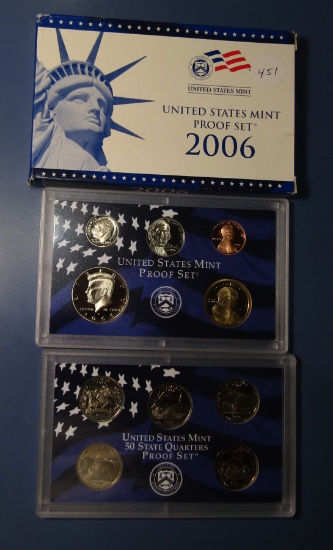 UNITED STATES MINT
451
UNITED STATES MINT
PROOF SET
2006
UNITED STATES MINT
PROOF SET
UNITED STATES MINT
50 STATE QUARTERS
PROOF SET™